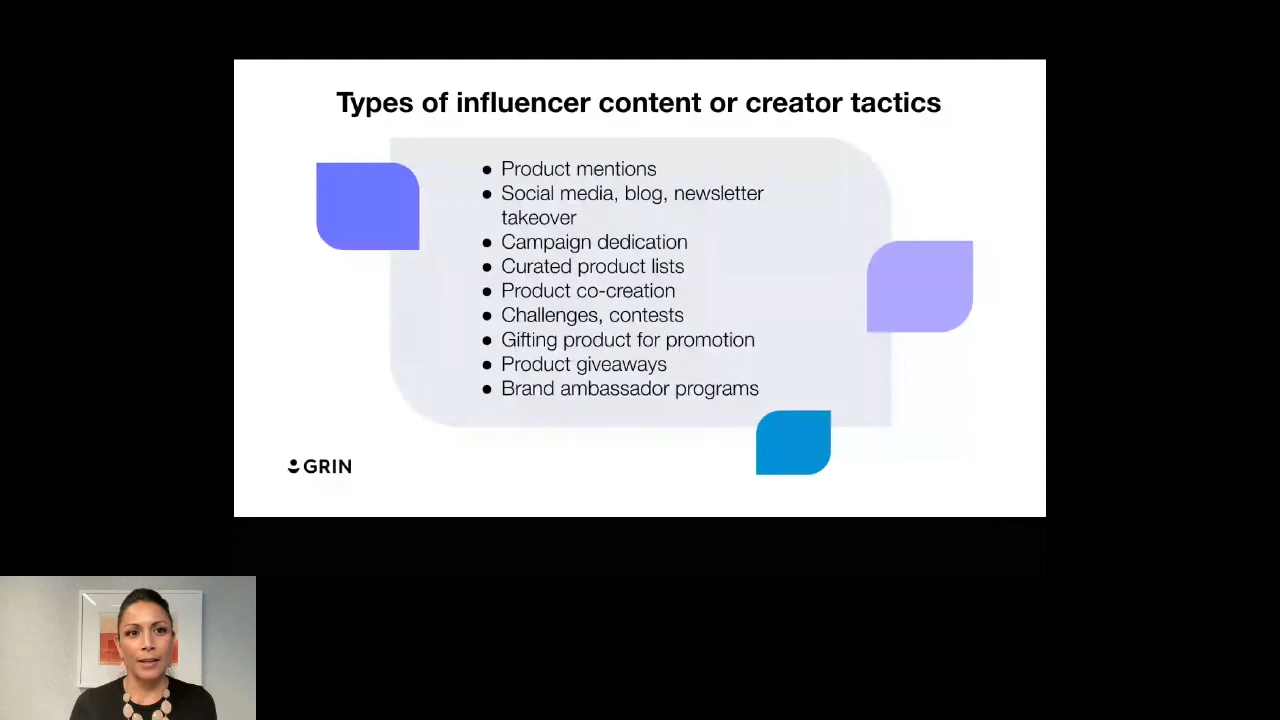 Types of influencer content or creator tactics
● Product mentions
● Social media, blog, newsletter
takeover
● Campaign dedication
● Curated product lists
● Product co-creation
● Challenges, contests
● Gifting product for promotion
● Product giveaways
● Brand ambassador programs
GRIN